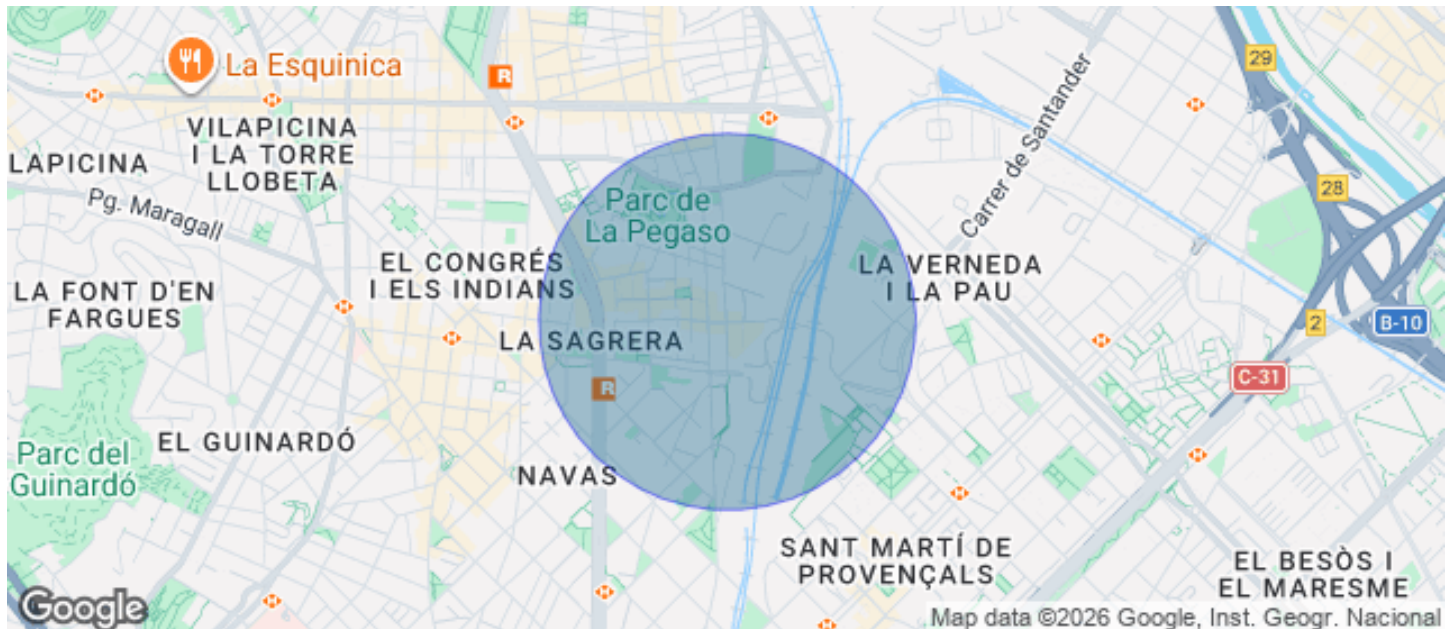 La Esquinica
R
29
VILAPICINA
I LA TORRE
LLOBETA
LAPICINA
Pg. Maragall
Parc de
La Pegaso
Carrer de Santander
28
EL CONGRÉS
I ELS INDIANS
LA VERNEDA
I LA PAU
LA FONT D'EN
FARGUES
LA SAGRERA
2
B-10
C-31
R
EL GUINARDÓ
Parc del
Guinardó
NAVAS
SANT MARTÍ DE
PROVENÇALS
EL BESÒS I
EL MARESME
Google
Map data ©2026 Google, Inst. Geogr. Nacional